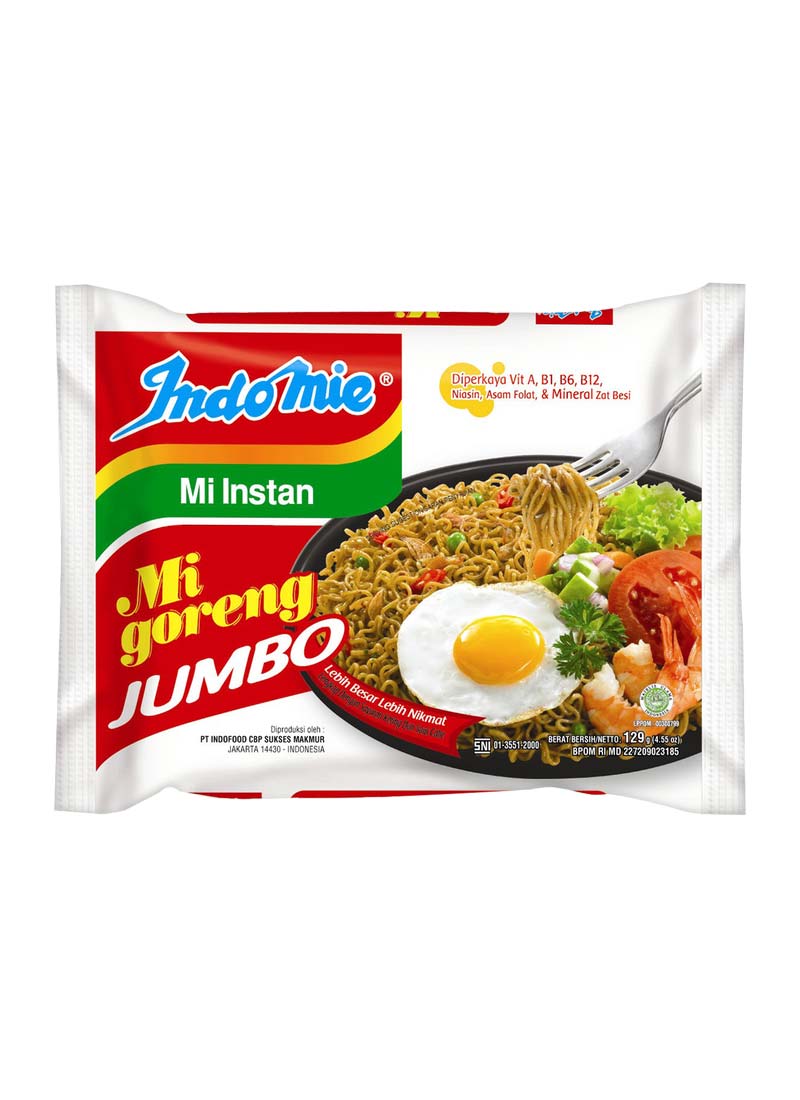 Indomie®
Mi Instan
Mi
goreng
JUMBO
Diperkaya Vit A, B1, B6, B12,
Niasin, Asam Folat, & Mineral Zat Besi
Lebih Besar Lebih Nikmat
Diproduksi oleh :
PT INDOFOOD CBP SUKSES MAKMUR
JAKARTA 14430 - INDONESIA
SNI 01-3551-2000
LPPOM - 00300799
BERAT BERSIH/NETTO: 129 g (4.55 oz)
BPOM RI MD 227209023185